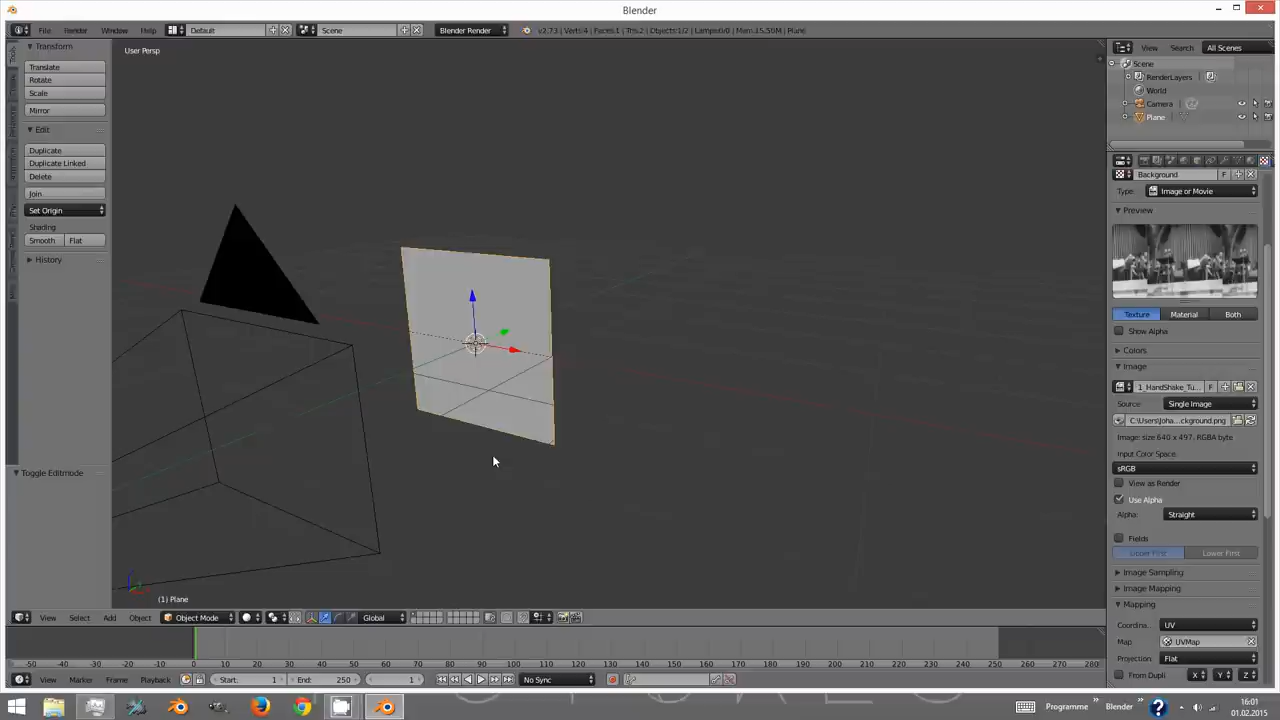 Blender
File
Render
Window
Help
Default
Scene
Blender Render
v2.73 | Verts:4 | Faces:1 | Tris:2 | Objects:1/2 | Lamps:0/0 | Mem:15.50M | Plane
View
Search
All Scenes
Transform
Translate
Rotate
Scale
Mirror
Edit
Duplicate
Duplicate Linked
Delete
Join
Set Origin
Shading:
Smooth
Flat
History
Toggle Editmode
User Persp
(1) Plane
Scene
RenderLayers
World
Camera
Plane
Background
F
Type:
Image or Movie
Preview
Texture
Material
Both
Show Alpha
Colors
Image
1_HandShake_Tu...
F
Source:
Single Image
C:\Users\Joha...ckground.png
Image: size 640 x 497, RGBA byte
Input Color Space:
sRGB
View as Render
Use Alpha
Alpha:
Straight
Fields
Upper First
Lower First
Image Sampling
Image Mapping
Mapping
Coordina...
UV
Map:
UVMap
Projection:
Flat
From Dupli
X
Y
Z
View
Select
Add
Object
Object Mode
Global
-50 -40 -30 -20 -10 0 10 20 30 40 50 60 70 80 90 100 110 120 130 140 150 160 170 180 190 200 210 220 230 240 250 260 270 280
View
Marker
Frame
Playback
Start: 1
End: 250
1
No Sync
Programme
Blender
16:01
01.02.2015